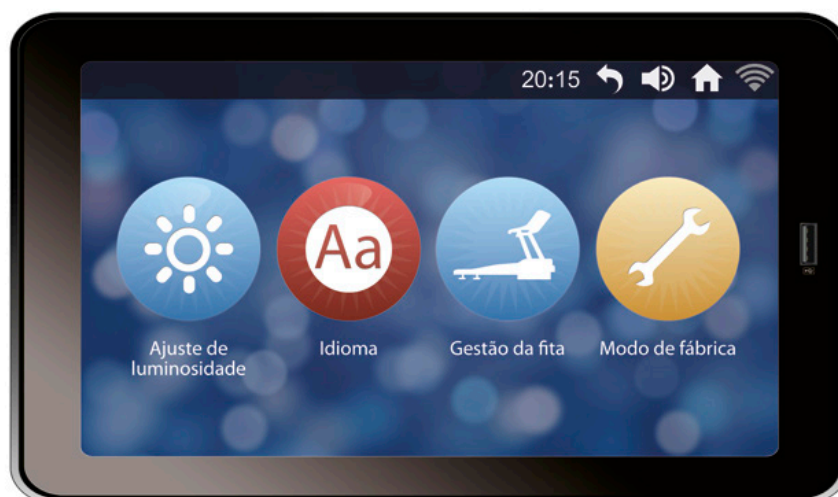 20:15
Aa
Ajuste de
luminosidade
Idioma
Gestão da fita
Modo de fábrica